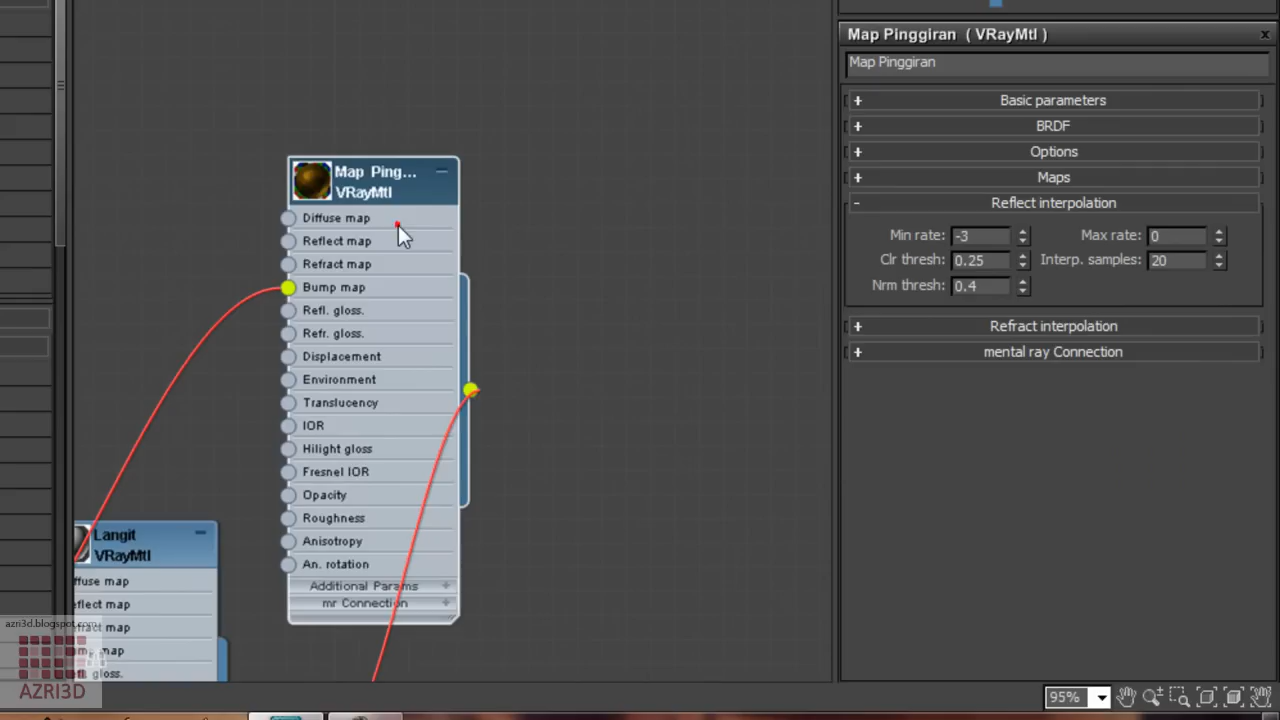 Map Pinggiran ( VRayMtl )
x
Map Pinggiran
+ Basic parameters
+ BRDF
+ Options
+ Maps
- Reflect interpolation
Min rate: -3 Max rate: 0
Clr thresh: 0.25 Interp. samples: 20
Nrm thresh: 0.4
+ Refract interpolation
+ mental ray Connection
Map Ping...
VRayMtl
Diffuse map
Reflect map
Refract map
Bump map
Refl. gloss.
Refr. gloss.
Displacement
Environment
Translucency
IOR
Hilight gloss
Fresnel IOR
Opacity
Roughness
Anisotropy
An. rotation
Additional Params +
mr Connection +
Langit
VRayMtl
ffuse map
eflect map
fract map
ump map
efl. gloss.
azri3d.blogspot.com
AZRI3D
95%